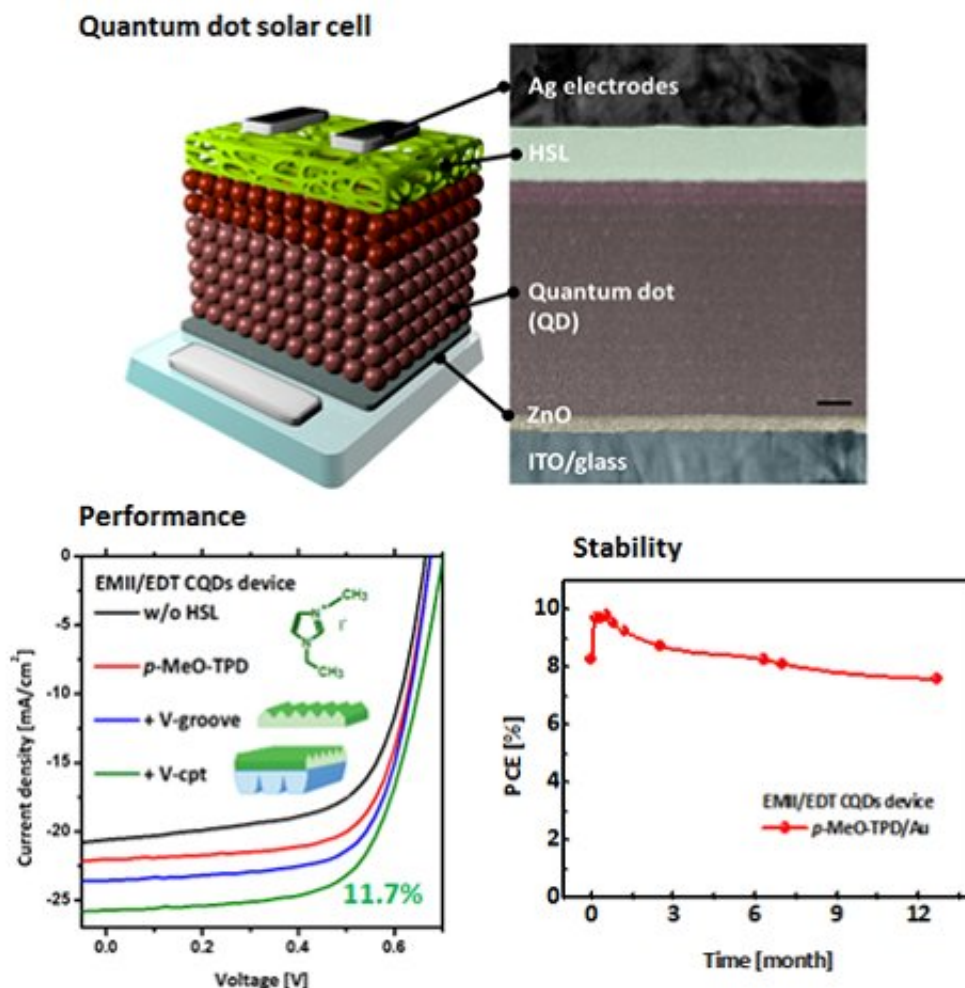 Quantum dot solar cell
Ag electrodes
HSL
Quantum dot
(QD)
ZnO
ITO/glass
Performance
0
-5
-10
-15
-20
-25
0.0
0.2
0.4
0.6
Current density [mA/cm²]
Voltage [V]
EMII/EDT CQDs device
w/o HSL
p-MeO-TPD
+ V-groove
+ V-cpt
CH₃
N⁺
I⁻
N
CH₃
11.7%
Stability
10
8
6
4
2
0
0
3
6
9
12
PCE [%]
Time [month]
EMII/EDT CQDs device
p-MeO-TPD/Au